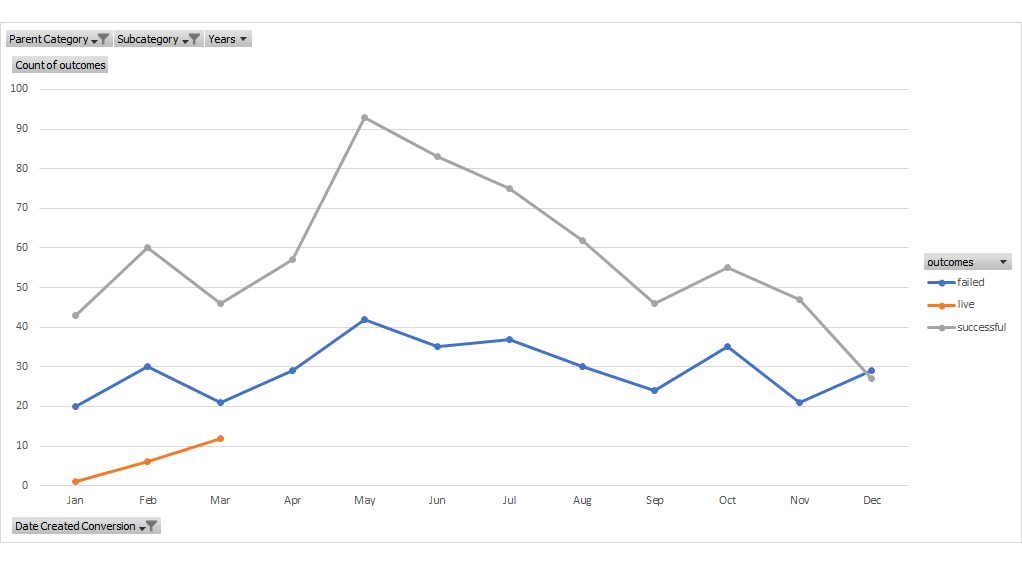 Parent Category Subcategory Years
Count of outcomes
100
90
80
70
60
50
40
30
20
10
0
Jan Feb Mar Apr May Jun Jul Aug Sep Oct Nov Dec
outcomes
failed
live
successful
Date Created Conversion